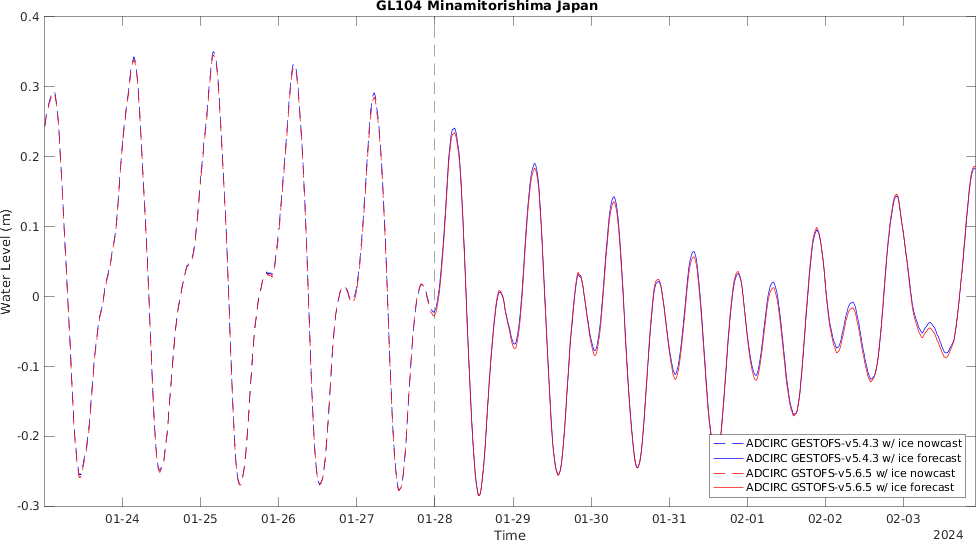 GL104 Minamitorishima Japan
0.4
0.3
0.2
0.1
0
-0.1
-0.2
-0.3
Water Level (m)
ADCIRC GESTOFS-v5.4.3 w/ ice nowcast
ADCIRC GESTOFS-v5.4.3 w/ ice forecast
ADCIRC GSTOFS-v5.6.5 w/ ice nowcast
ADCIRC GSTOFS-v5.6.5 w/ ice forecast
01-24 01-25 01-26 01-27 01-28 01-29 01-30 01-31 02-01 02-02 02-03
Time
2024